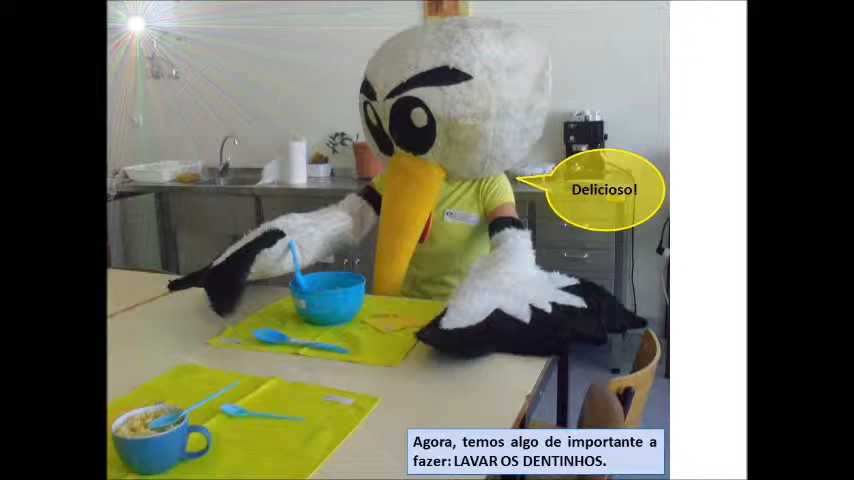 Delicioso!
Agora, temos algo de importante a
fazer: LAVAR OS DENTINHOS.